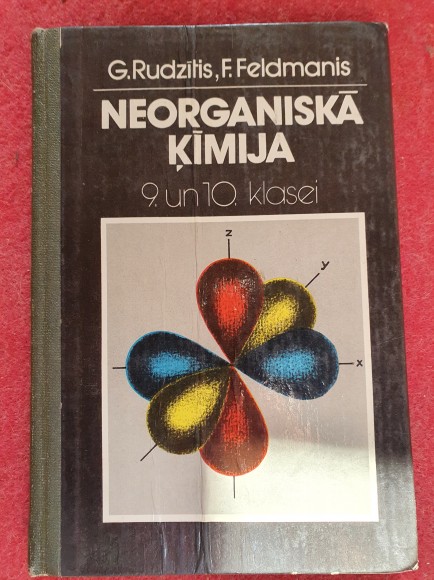 G. Rudzītis, F. Feldmanis
NEORGANISKĀ
ĶĪMIJA
9. un 10. klasei
z
y
x